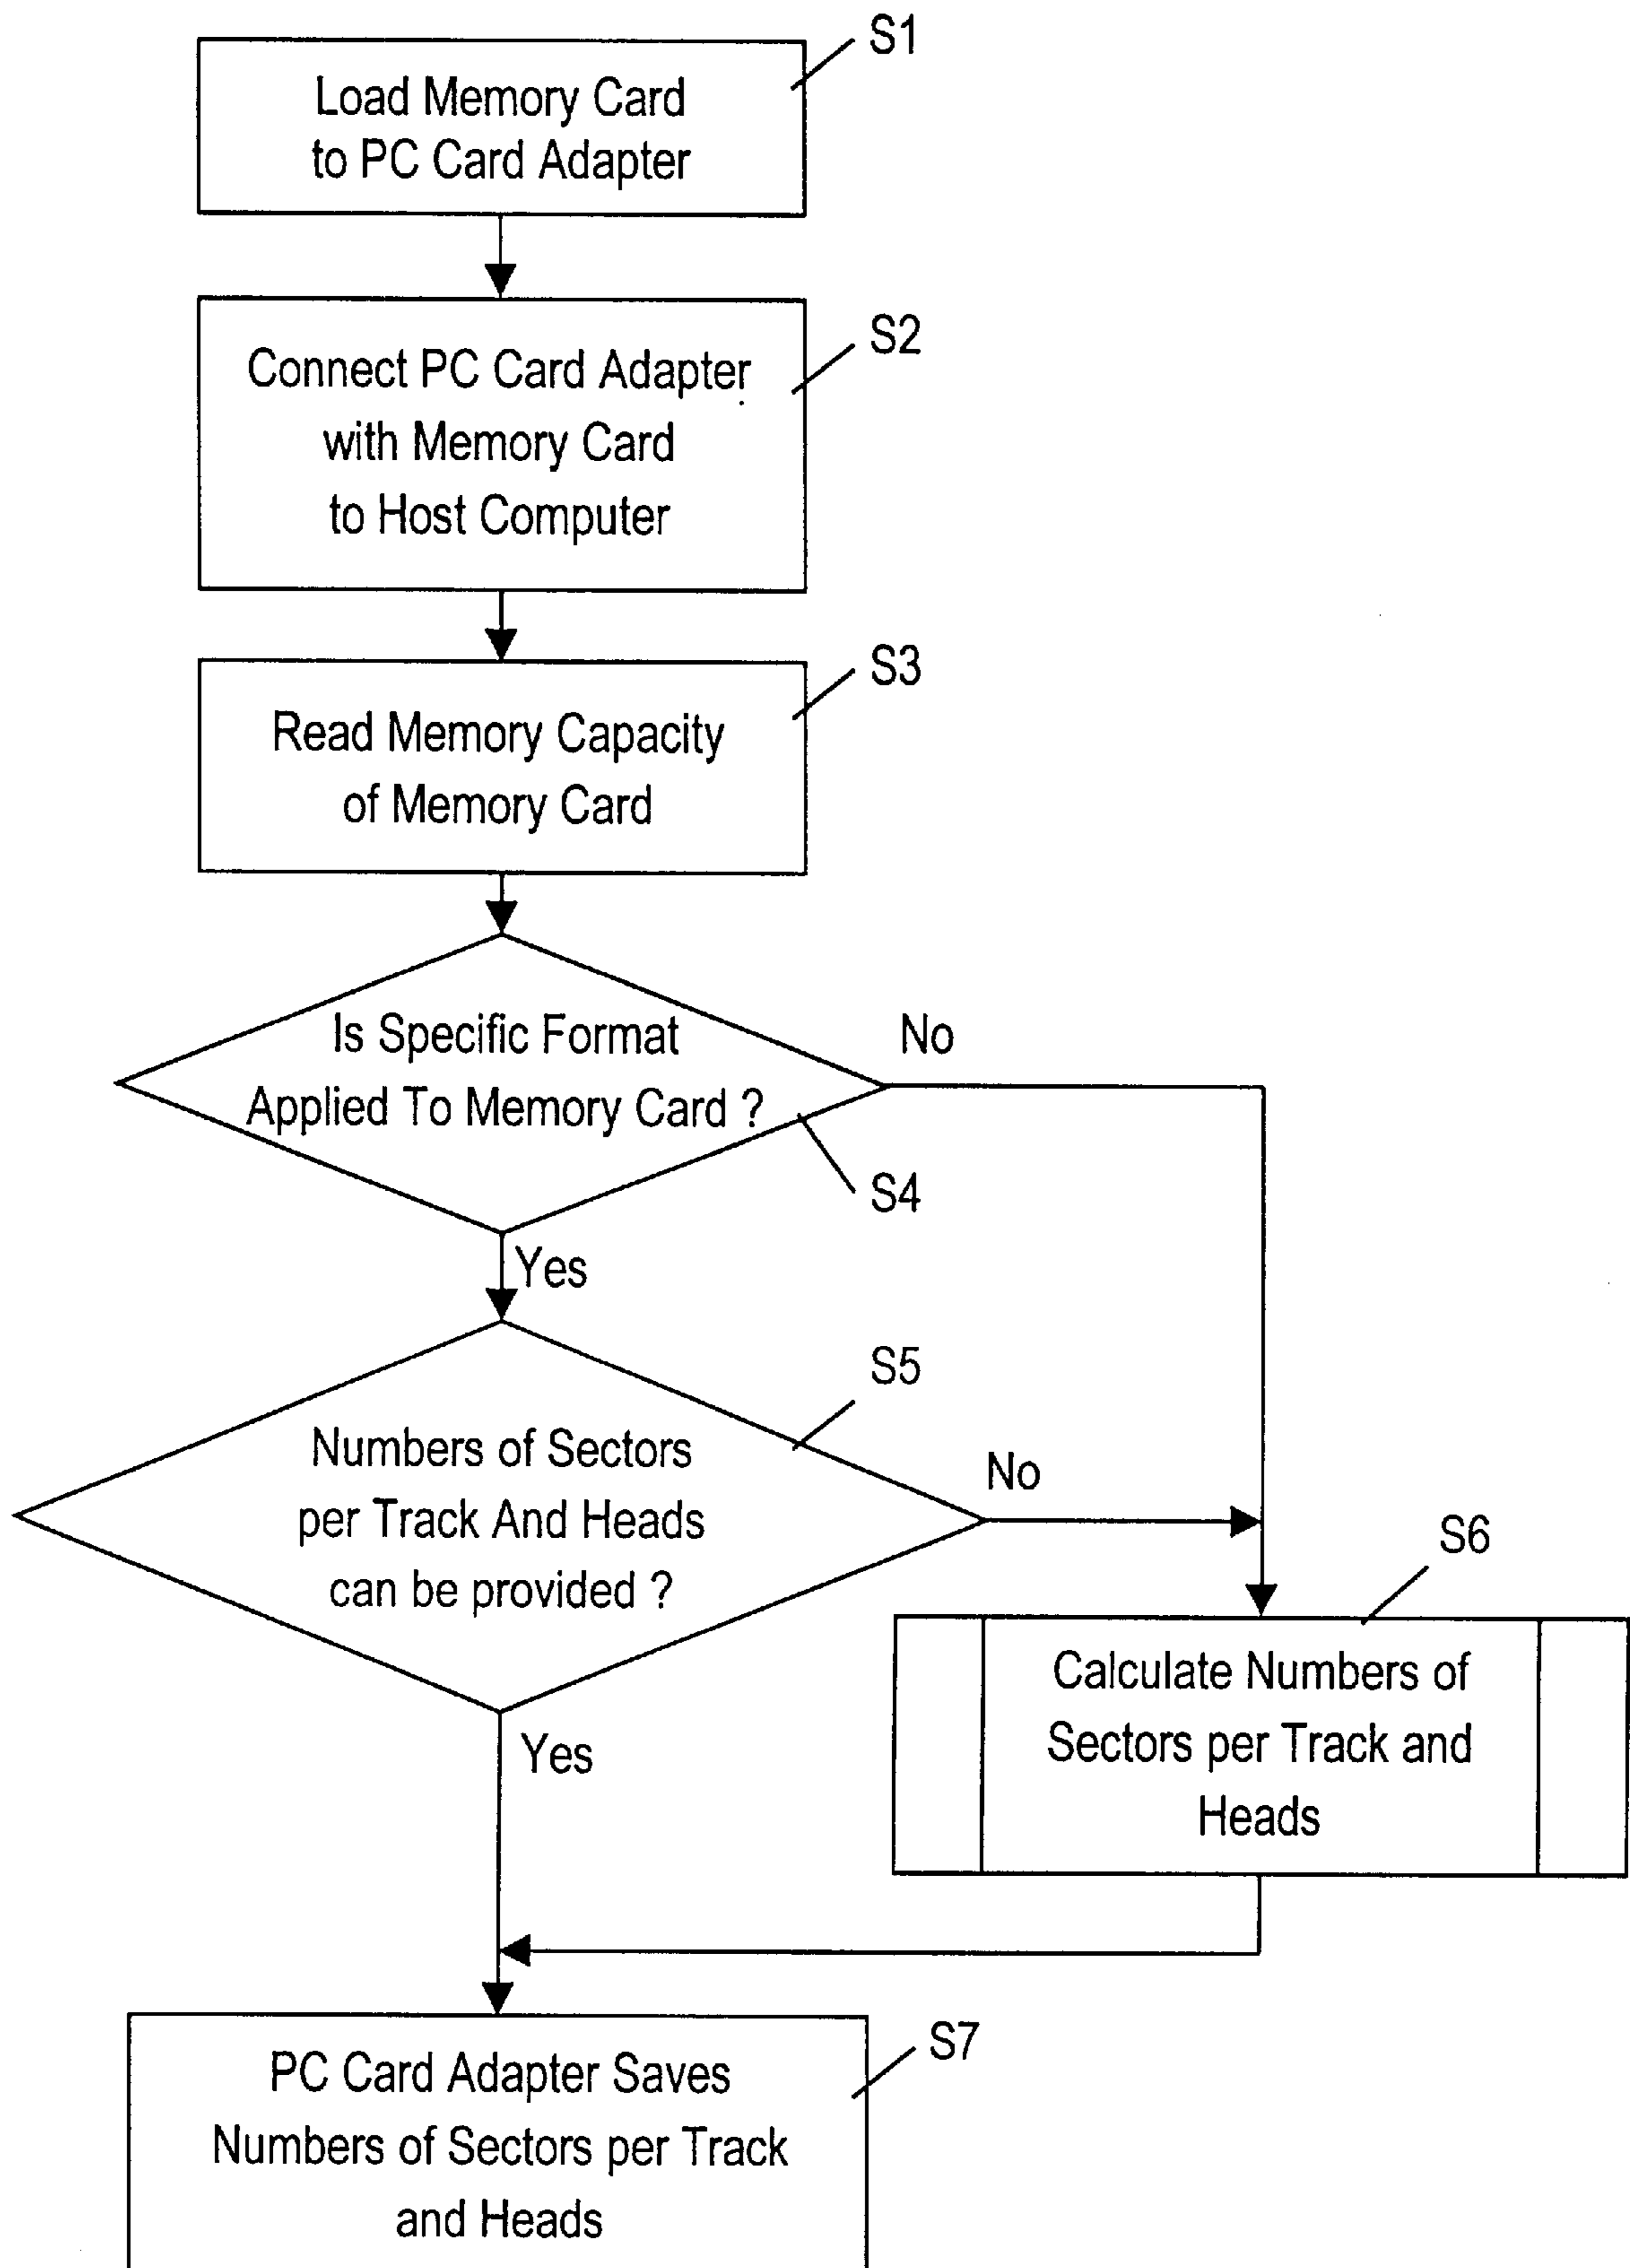 S1
Load Memory Card
to PC Card Adapter
S2
Connect PC Card Adapter
with Memory Card
to Host Computer
S3
Read Memory Capacity
of Memory Card
Is Specific Format
Applied To Memory Card ?
No
S4
Yes
S5
Numbers of Sectors
per Track And Heads
can be provided ?
No
S6
Calculate Numbers of
Sectors per Track and
Heads
Yes
S7
PC Card Adapter Saves
Numbers of Sectors per Track
and Heads